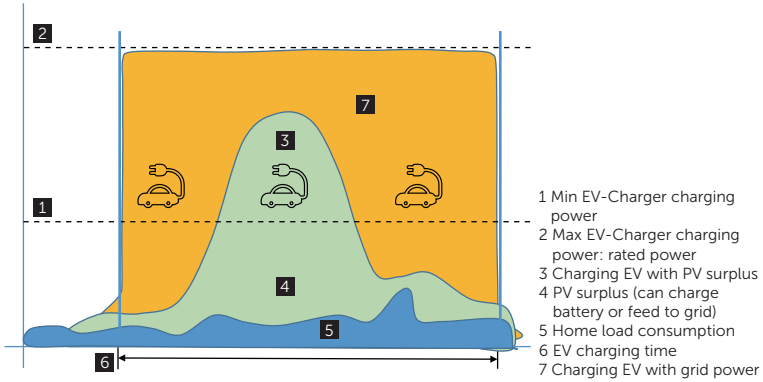 2
7
3
1
4
5
6
1 Min EV-Charger charging
power
2 Max EV-Charger charging
power: rated power
3 Charging EV with PV surplus
4 PV surplus (can charge
battery or feed to grid)
5 Home load consumption
6 EV charging time
7 Charging EV with grid power